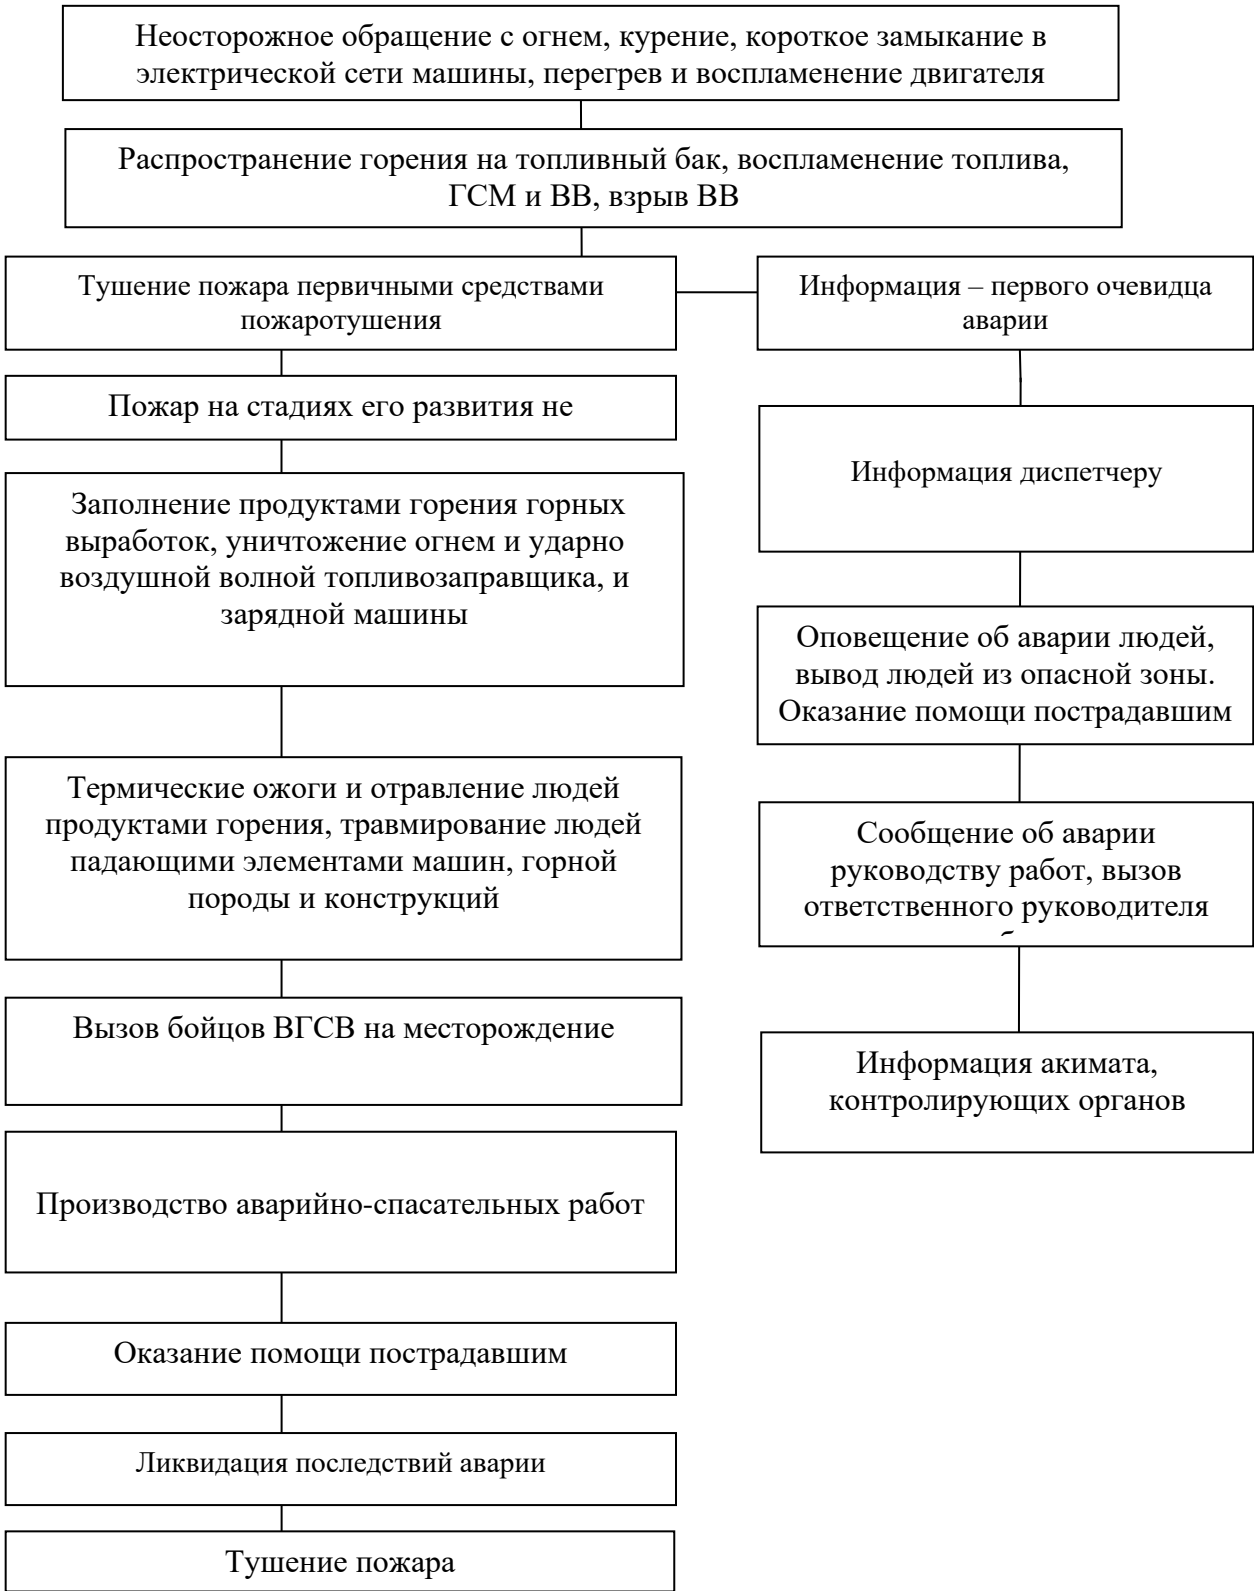 Неосторожное обращение с огнем, курение, короткое замыкание в
электрической сети машины, перегрев и воспламенение двигателя
Распространение горения на топливный бак, воспламенение топлива,
ГСМ и ВВ, взрыв ВВ
Тушение пожара первичными средствами
пожаротушения
Пожар на стадиях его развития не
Заполнение продуктами горения горных
выработок, уничтожение огнем и ударно
воздушной волной топливозаправщика, и
зарядной машины
Термические ожоги и отравление людей
продуктами горения, травмирование людей
падающими элементами машин, горной
породы и конструкций
Вызов бойцов ВГСВ на месторождение
Производство аварийно-спасательных работ
Оказание помощи пострадавшим
Ликвидация последствий аварии
Тушение пожара
Информация – первого очевидца
аварии
Информация диспетчеру
Оповещение об аварии людей,
вывод людей из опасной зоны.
Оказание помощи пострадавшим
Сообщение об аварии
руководству работ, вызов
ответственного руководителя
Информация акимата,
контролирующих органов